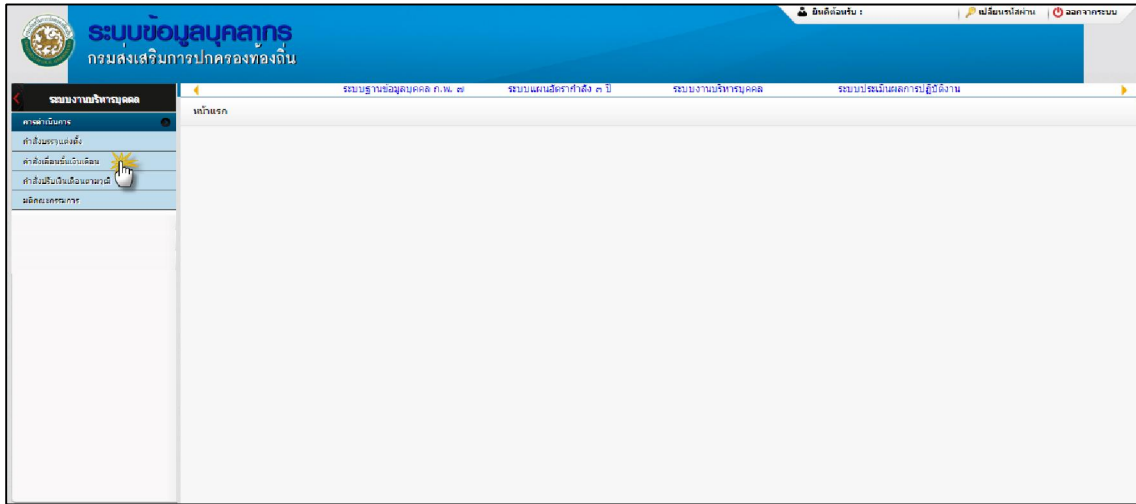 ยินดีต้อนรับ :
เปลี่ยนรหัสผ่าน
ออกจากระบบ
ระบบข้อมูลบุคลากร
กรมส่งเสริมการปกครองท้องถิ่น
ระบบงานบริหารบุคคล
ระบบฐานข้อมูลบุคคล ก.พ. ๗ ระบบแผนอัตรากำลัง ๓ ปี ระบบงานบริหารบุคคล ระบบประเมินผลการปฏิบัติงาน
หน้าแรก
การดำเนินการ
คำสั่งบรรจุแต่งตั้ง
คำสั่งเลื่อนขั้นเงินเดือน
คำสั่งปรับเงินเดือนตามวุฒิ
มติคณะกรรมการ